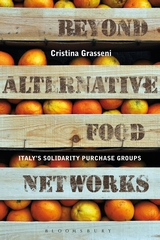 BEYOND
Cristina Grasseni
ALTERNATIVE
FOOD
ITALY'S SOLIDARITY PURCHASE GROUPS
NETWORKS
BLOOMSBURY